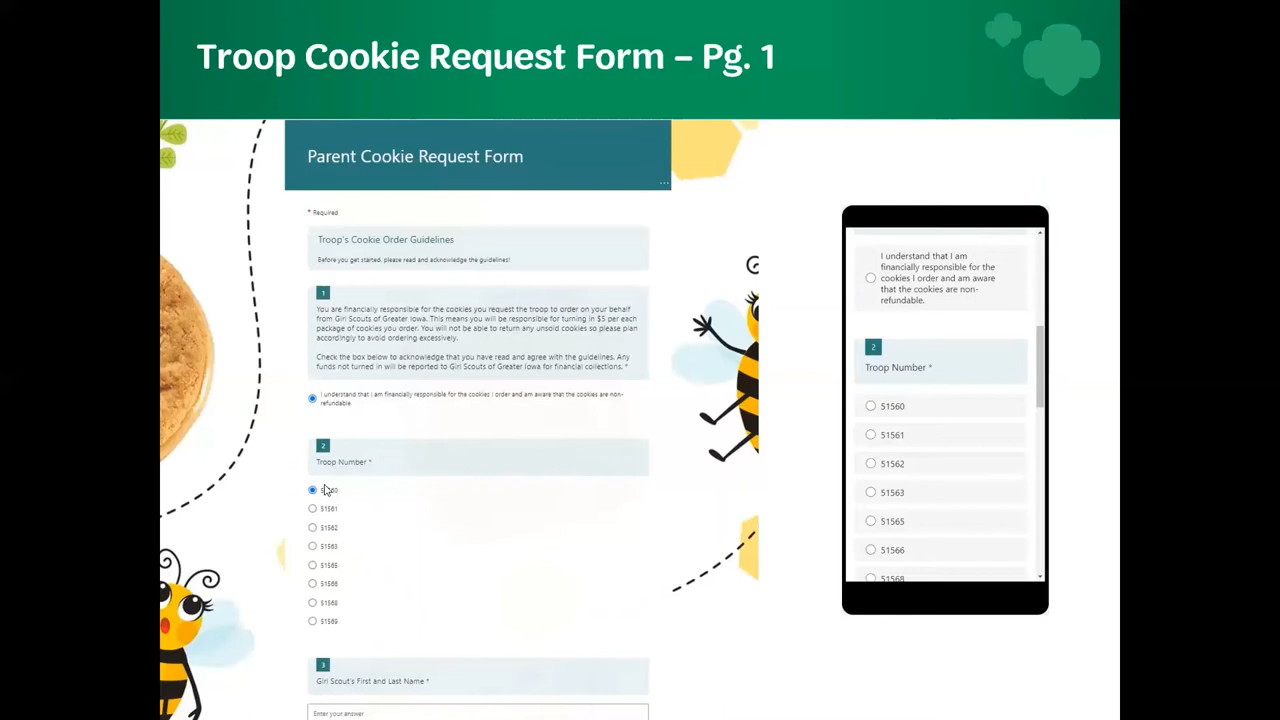 Troop Cookie Request Form – Pg. 1
Parent Cookie Request Form
...
* Required
Troop's Cookie Order Guidelines
Before you get started, please read and acknowledge the guidelines!
1
You are financially responsible for the cookies you request the troop to order on your behalf
from Girl Scouts of Greater Iowa. This means you will be responsible for turning in $5 per each
package of cookies you order. You will not be able to return any unsold cookies so please plan
accordingly to avoid ordering excessively.
Check the box below to acknowledge that you have read and agree with the guidelines. Any
funds not turned in will be reported to Girl Scouts of Greater Iowa for financial collections. *
I understand that I am financially responsible for the cookies I order and am aware that the cookies are non-
refundable.
2
Troop Number *
51560
51561
51562
51563
51565
51566
51568
51569
3
Girl Scout's First and Last Name *
Enter your answer
I understand that I am
financially responsible for the
cookies I order and am aware
that the cookies are non-
refundable.
2
Troop Number *
51560
51561
51562
51563
51565
51566
51568